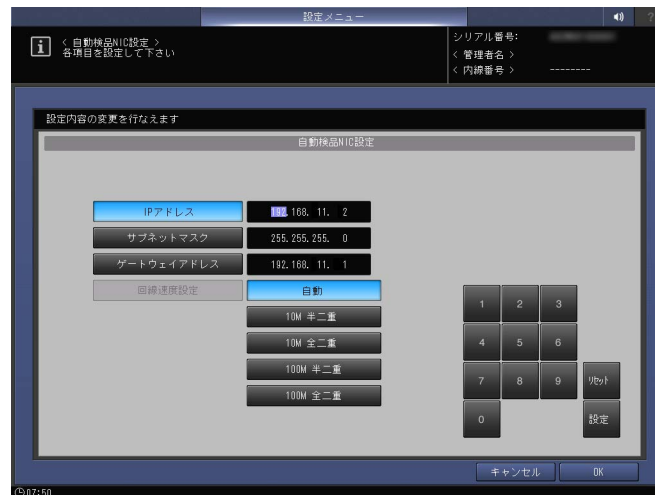 設定メニュー
?
i
< 自動検品NIC設定 >
各項目を設定して下さい
シリアル番号:
< 管理者名 >
< 内線番号 > --------
設定内容の変更を行なえます
自動検品NIC設定
IPアドレス 192.168. 11. 2
サブネットマスク 255.255.255. 0
ゲートウェイアドレス 192.168. 11. 1
回線速度設定 自動
10M 半二重
10M 全二重
100M 半二重
100M 全二重
1 2 3
4 5 6
7 8 9 リセット
0 設定
キャンセル OK
07:50